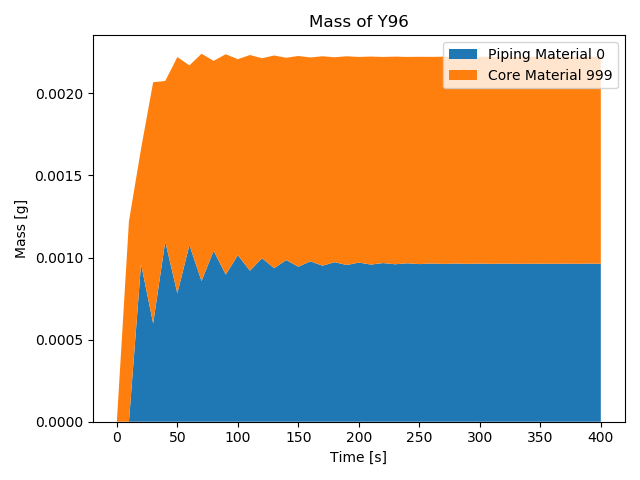 Mass of Y96
Piping Material 0
Core Material 999
Mass [g]
0.0020
0.0015
0.0010
0.0005
0.0000
0 50 100 150 200 250 300 350 400
Time [s]